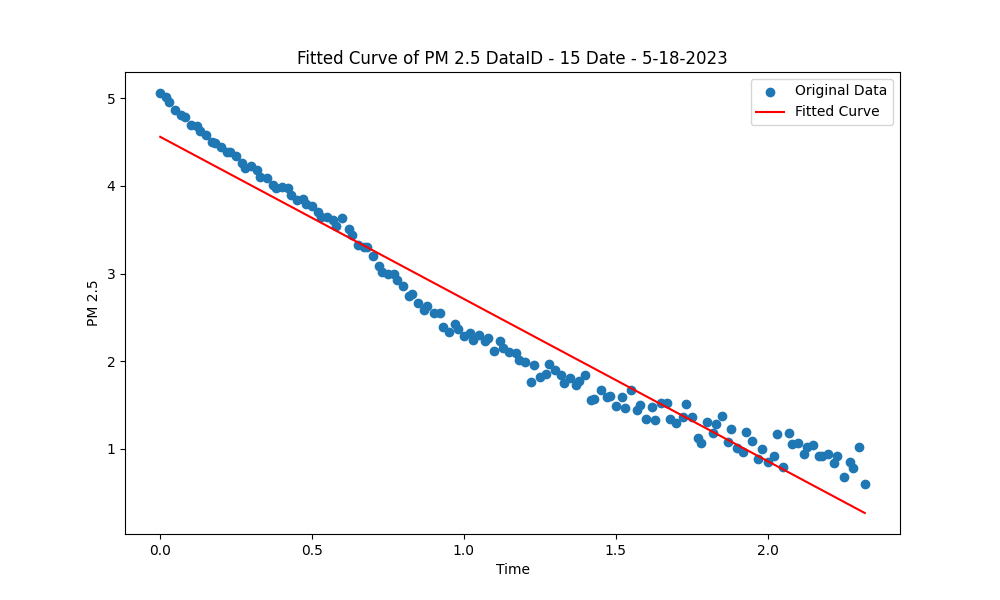 Fitted Curve of PM 2.5 DataID - 15 Date - 5-18-2023
Original Data
Fitted Curve
5
4
3
2
1
PM 2.5
0.0 0.5 1.0 1.5 2.0
Time